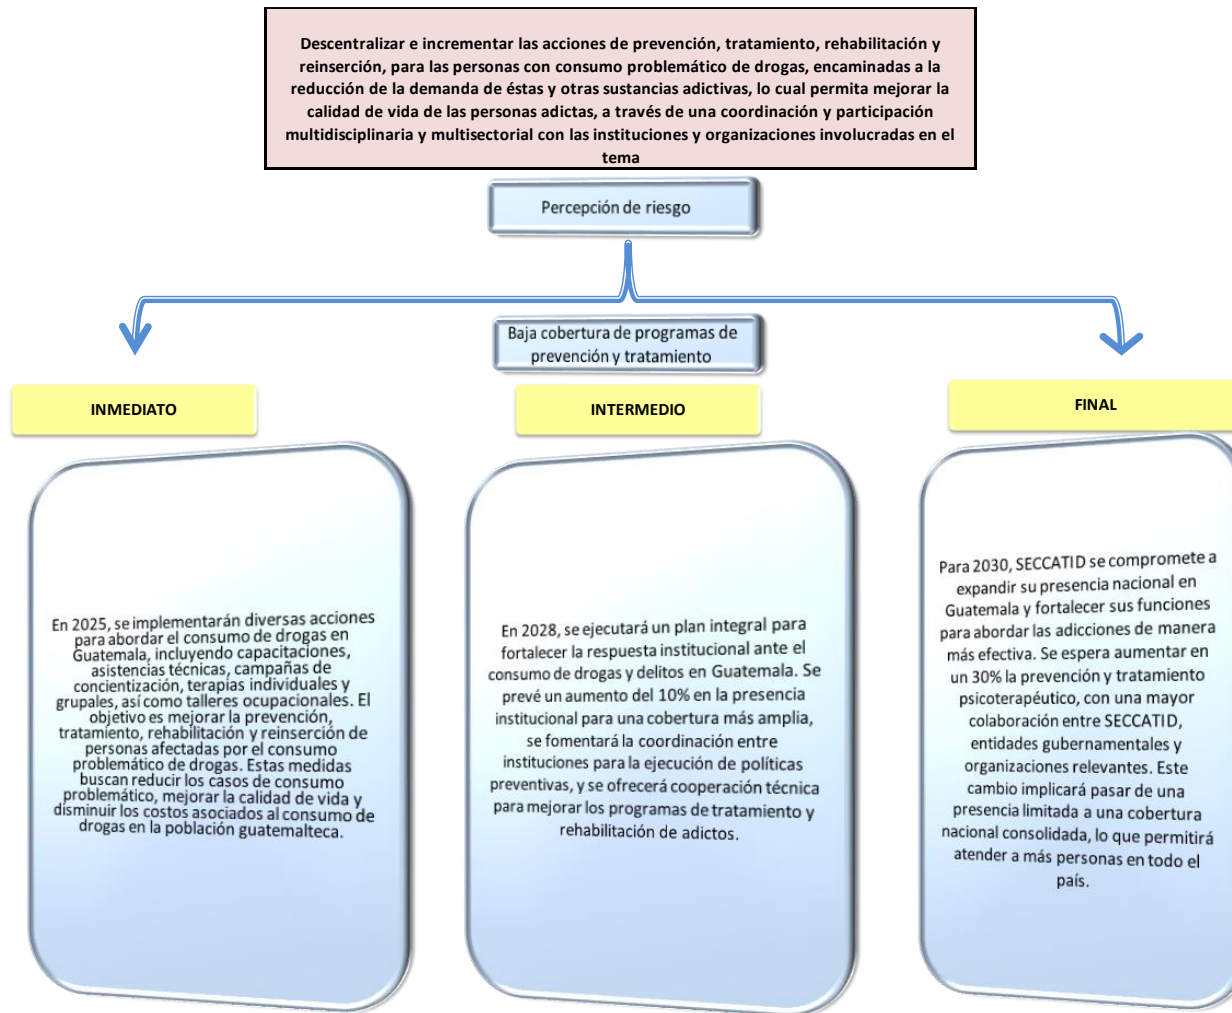 Descentralizar e incrementar las acciones de prevención, tratamiento, rehabilitación y
reinserción, para las personas con consumo problemático de drogas, encaminadas a la
reducción de la demanda de éstas y otras sustancias adictivas, lo cual permita mejorar la
calidad de vida de las personas adictas, a través de una coordinación y participación
multidisciplinaria y multisectorial con las instituciones y organizaciones involucradas en el
tema
Percepción de riesgo
Baja cobertura de programas de
prevención y tratamiento
INMEDIATO
En 2025, se implementarán diversas acciones
para abordar el consumo de drogas en
Guatemala, incluyendo capacitaciones,
asistencias técnicas, campañas de
concientización, terapias individuales y
grupales, así como talleres ocupacionales. El
objetivo es mejorar la prevención,
tratamiento, rehabilitación y reinserción de
personas afectadas por el consumo
problemático de drogas. Estas medidas
buscan reducir los casos de consumo
problemático, mejorar la calidad de vida y
disminuir los costos asociados al consumo de
drogas en la población guatemalteca.
INTERMEDIO
En 2028, se ejecutará un plan integral para
fortalecer la respuesta institucional ante el
consumo de drogas y delitos en Guatemala. Se
prevé un aumento del 10% en la presencia
institucional para una cobertura más amplia,
se fomentará la coordinación entre
instituciones para la ejecución de políticas
preventivas, y se ofrecerá cooperación técnica
para mejorar los programas de tratamiento y
rehabilitación de adictos.
FINAL
Para 2030, SECCATID se compromete a
expandir su presencia nacional en
Guatemala y fortalecer sus funciones
para abordar las adicciones de manera
más efectiva. Se espera aumentar en
un 30% la prevención y tratamiento
psicoterapéutico, con una mayor
colaboración entre SECCATID,
entidades gubernamentales y
organizaciones relevantes. Este
cambio implicará pasar de una
presencia limitada a una cobertura
nacional consolidada, lo que permitirá
atender a más personas en todo el
país.